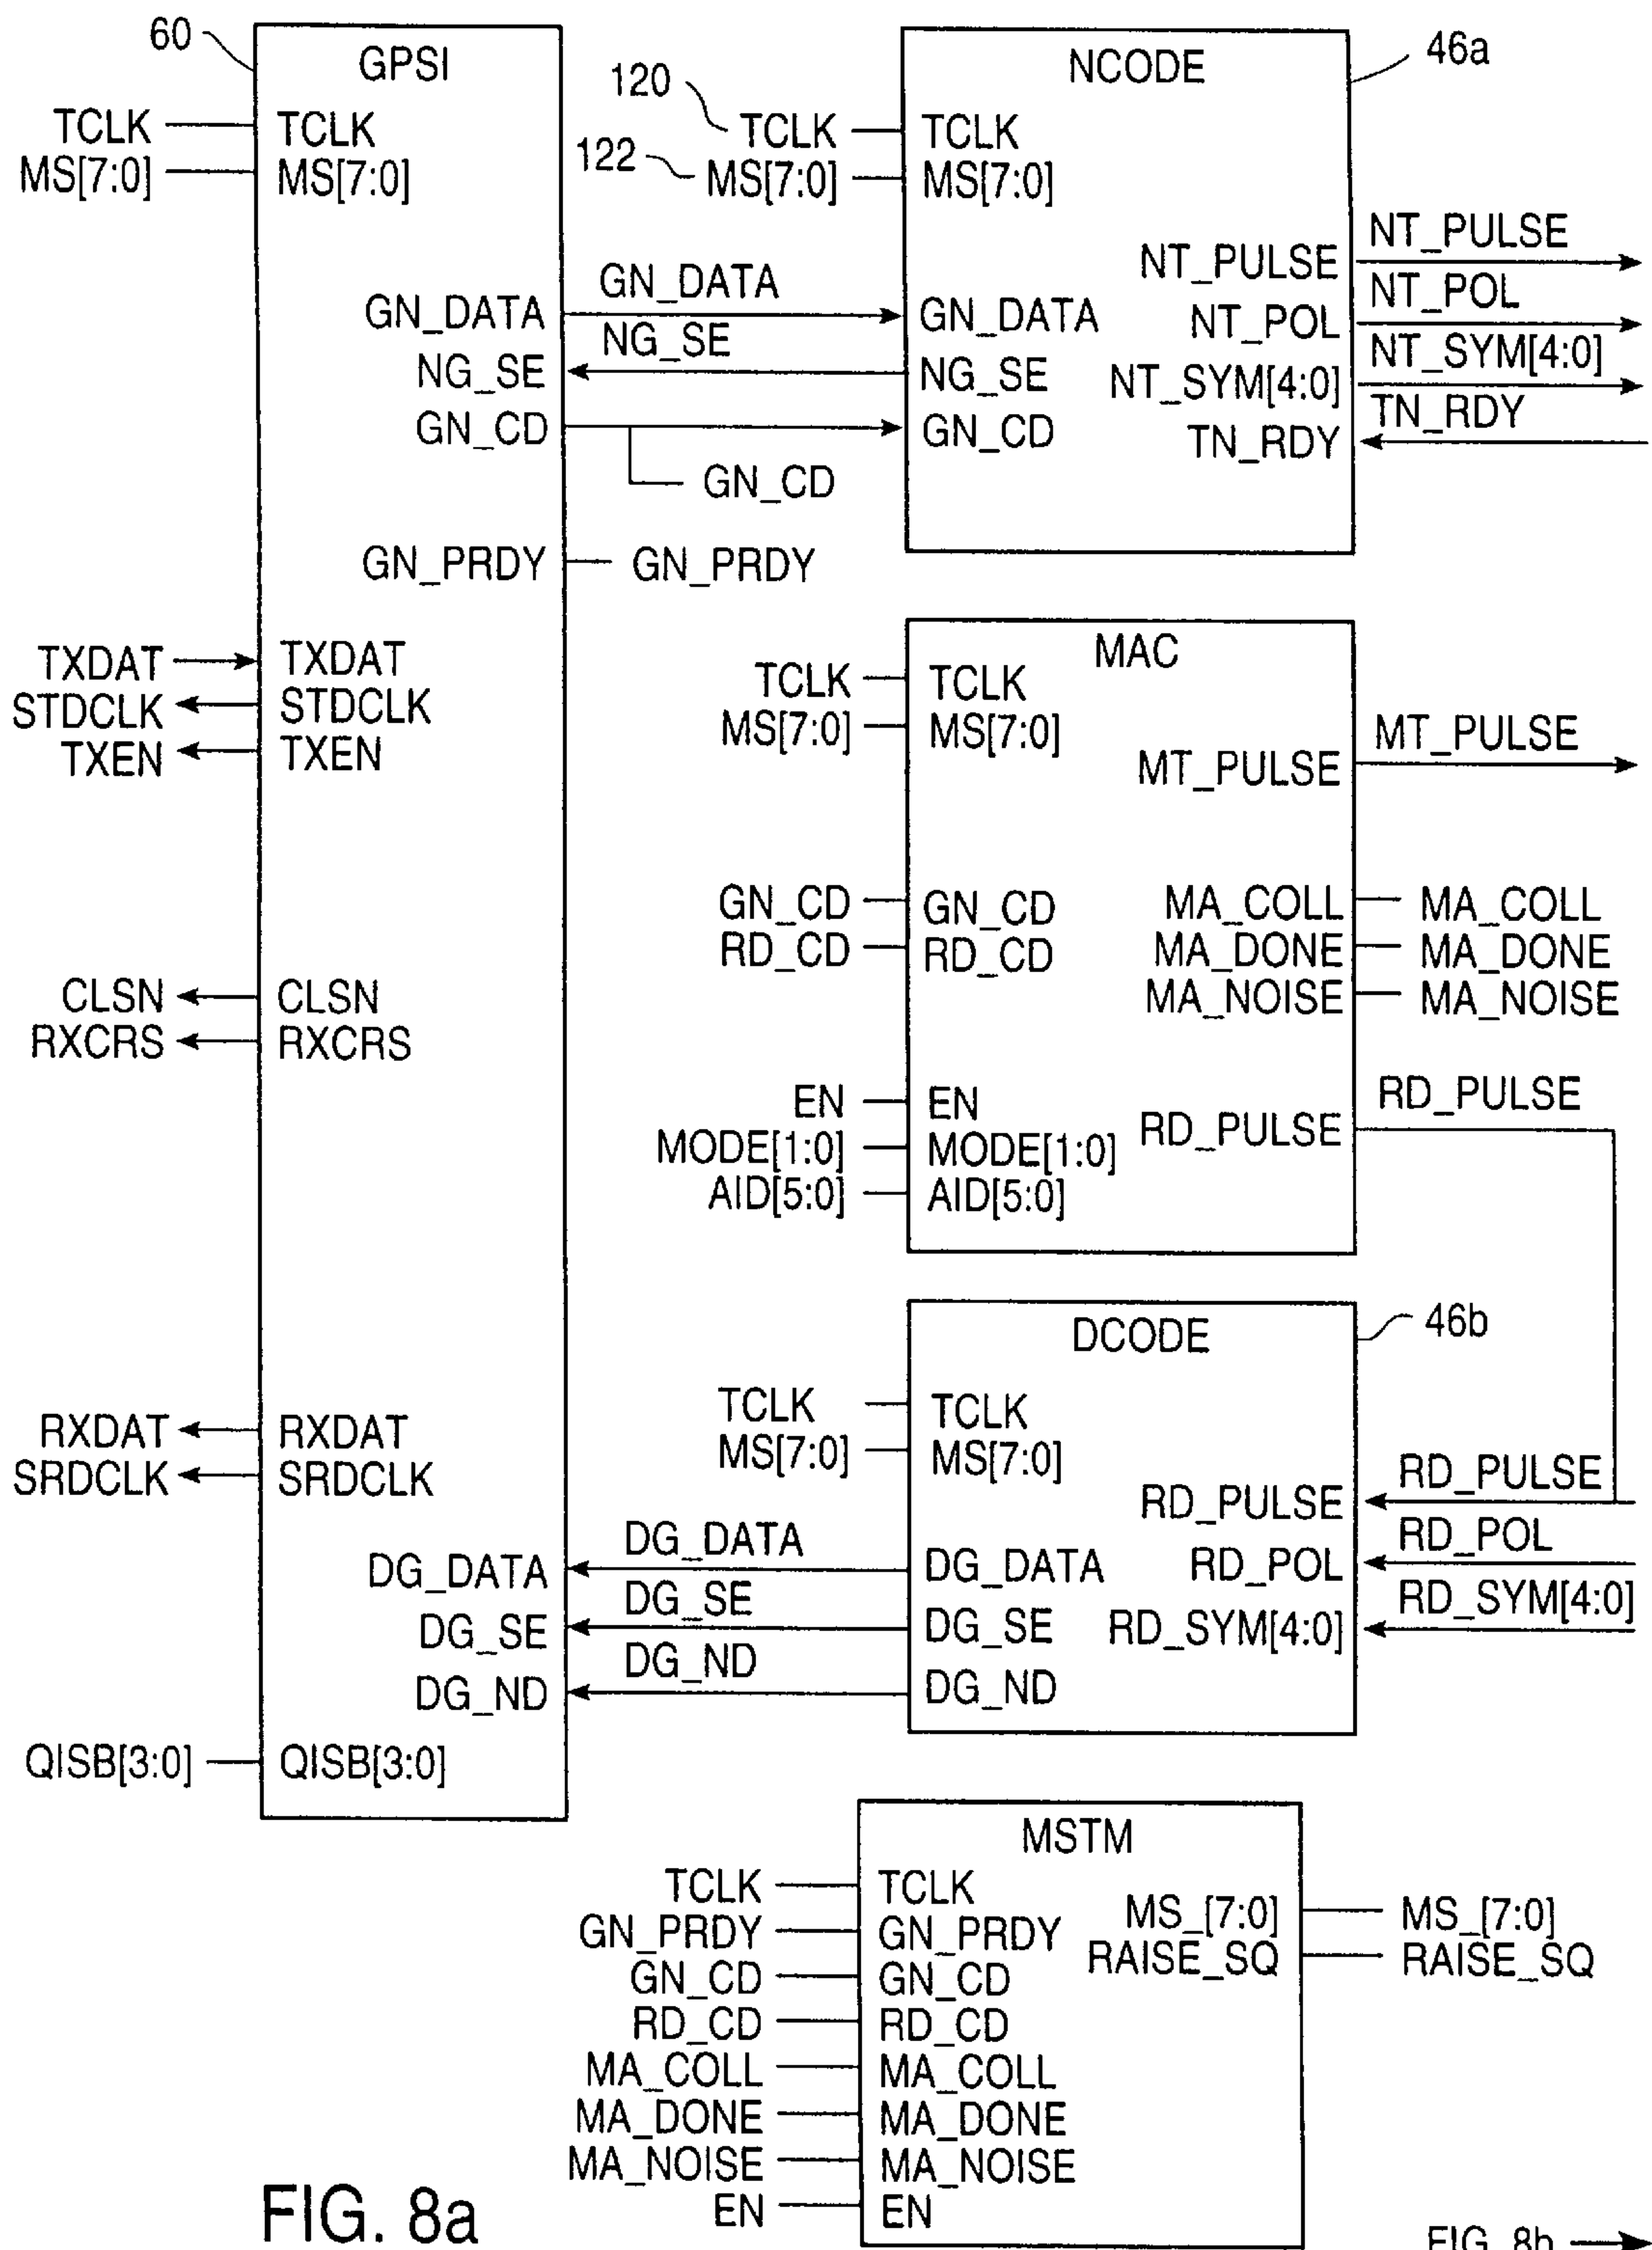 60
GPSI
TCLK TCLK
MS[7:0] MS[7:0]
GN_DATA GN_DATA
NG_SE NG_SE
GN_CD
GN_CD
GN_PRDY GN_PRDY
TXDAT TXDAT
STDCLK STDCLK
TXEN TXEN
CLSN CLSN
RXCRS RXCRS
RXDAT RXDAT
SRDCLK SRDCLK
DG_DATA DG_DATA
DG_SE DG_SE
DG_ND DG_ND
QISB[3:0] QISB[3:0]
NCODE
46a
120
TCLK TCLK
122
MS[7:0] MS[7:0]
NT_PULSE NT_PULSE
GN_DATA NT_POL NT_POL
NG_SE NT_SYM[4:0] NT_SYM[4:0]
GN_CD TN_RDY TN_RDY
MAC
TCLK TCLK
MS[7:0] MS[7:0]
MT_PULSE MT_PULSE
GN_CD GN_CD MA_COLL MA_COLL
RD_CD RD_CD MA_DONE MA_DONE
MA_NOISE MA_NOISE
EN EN
RD_PULSE RD_PULSE
MODE[1:0] MODE[1:0]
AID[5:0] AID[5:0]
DCODE
46b
TCLK TCLK
MS[7:0] MS[7:0]
RD_PULSE RD_PULSE
DG_DATA RD_POL RD_POL
DG_SE RD_SYM[4:0] RD_SYM[4:0]
DG_ND
MSTM
TCLK TCLK
GN_PRDY GN_PRDY MS_[7:0] MS_[7:0]
GN_CD GN_CD RAISE_SQ RAISE_SQ
RD_CD RD_CD
MA_COLL MA_COLL
MA_DONE MA_DONE
MA_NOISE MA_NOISE
EN EN
FIG. 8a
FIG. 8b